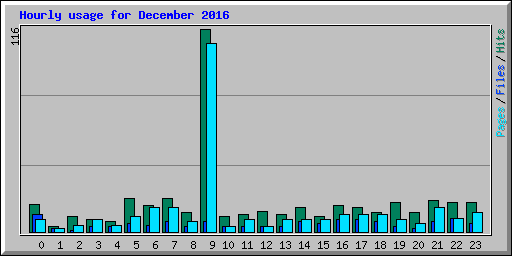 Hourly usage for December 2016
116
Pages/Files/Hits
0 1 2 3 4 5 6 7 8 9 10 11 12 13 14 15 16 17 18 19 20 21 22 23